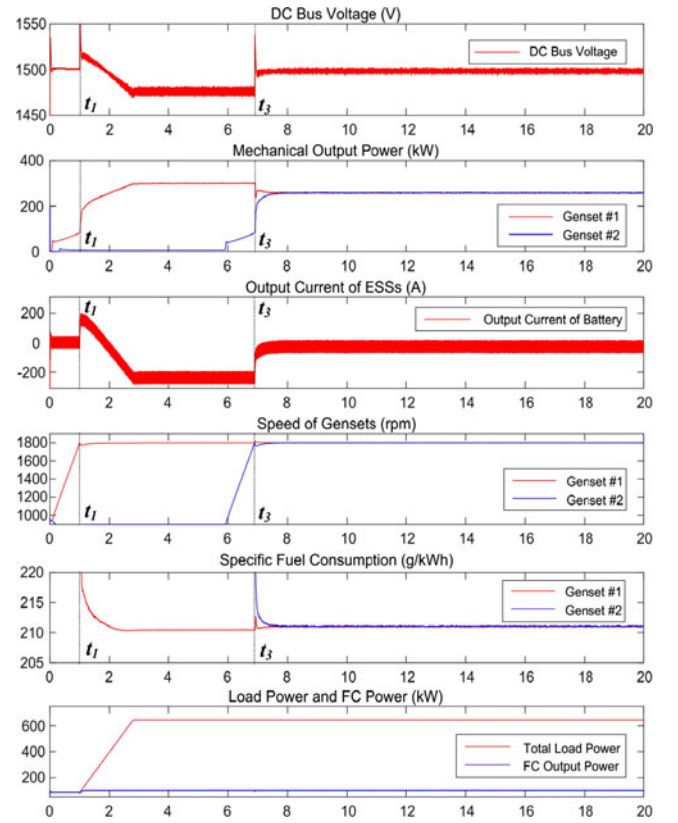 DC Bus Voltage (V)
1550
1500
1450
DC Bus Voltage
t1
t3
0 2 4 6 8 10 12 14 16 18 20
Mechanical Output Power (kW)
400
200
0
Genset #1
Genset #2
t1
t3
0 2 4 6 8 10 12 14 16 18 20
Output Current of ESSs (A)
200
0
-200
Output Current of Battery
t1
t3
0 2 4 6 8 10 12 14 16 18 20
Speed of Gensets (rpm)
1800
1600
1400
1200
1000
Genset #1
Genset #2
t1
t3
0 2 4 6 8 10 12 14 16 18 20
Specific Fuel Consumption (g/kWh)
220
215
210
205
Genset #1
Genset #2
t1
t3
0 2 4 6 8 10 12 14 16 18 20
Load Power and FC Power (kW)
600
400
200
Total Load Power
FC Output Power
0 2 4 6 8 10 12 14 16 18 20